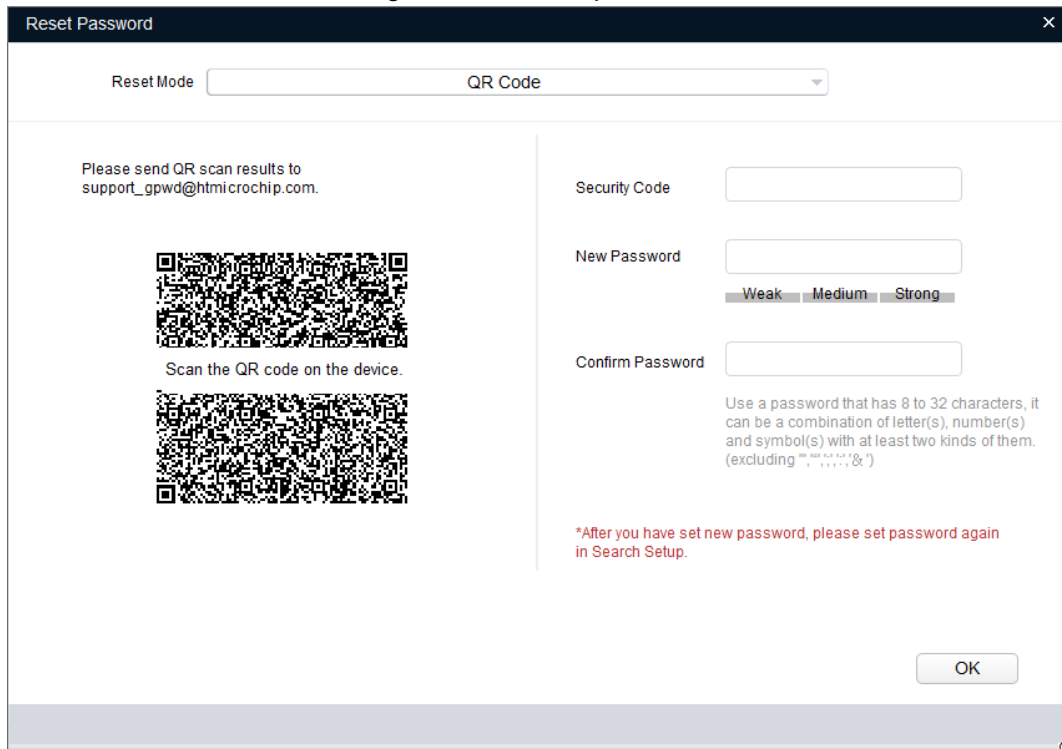 Reset Password
Reset Mode
QR Code
Please send QR scan results to
support_gpwd@htmicrochip.com.
Scan the QR code on the device.
Security Code
New Password
Weak Medium Strong
Confirm Password
Use a password that has 8 to 32 characters, it
can be a combination of letter(s), number(s)
and symbol(s) with at least two kinds of them.
(excluding
*After you have set new password, please set password again
in Search Setup.
OK